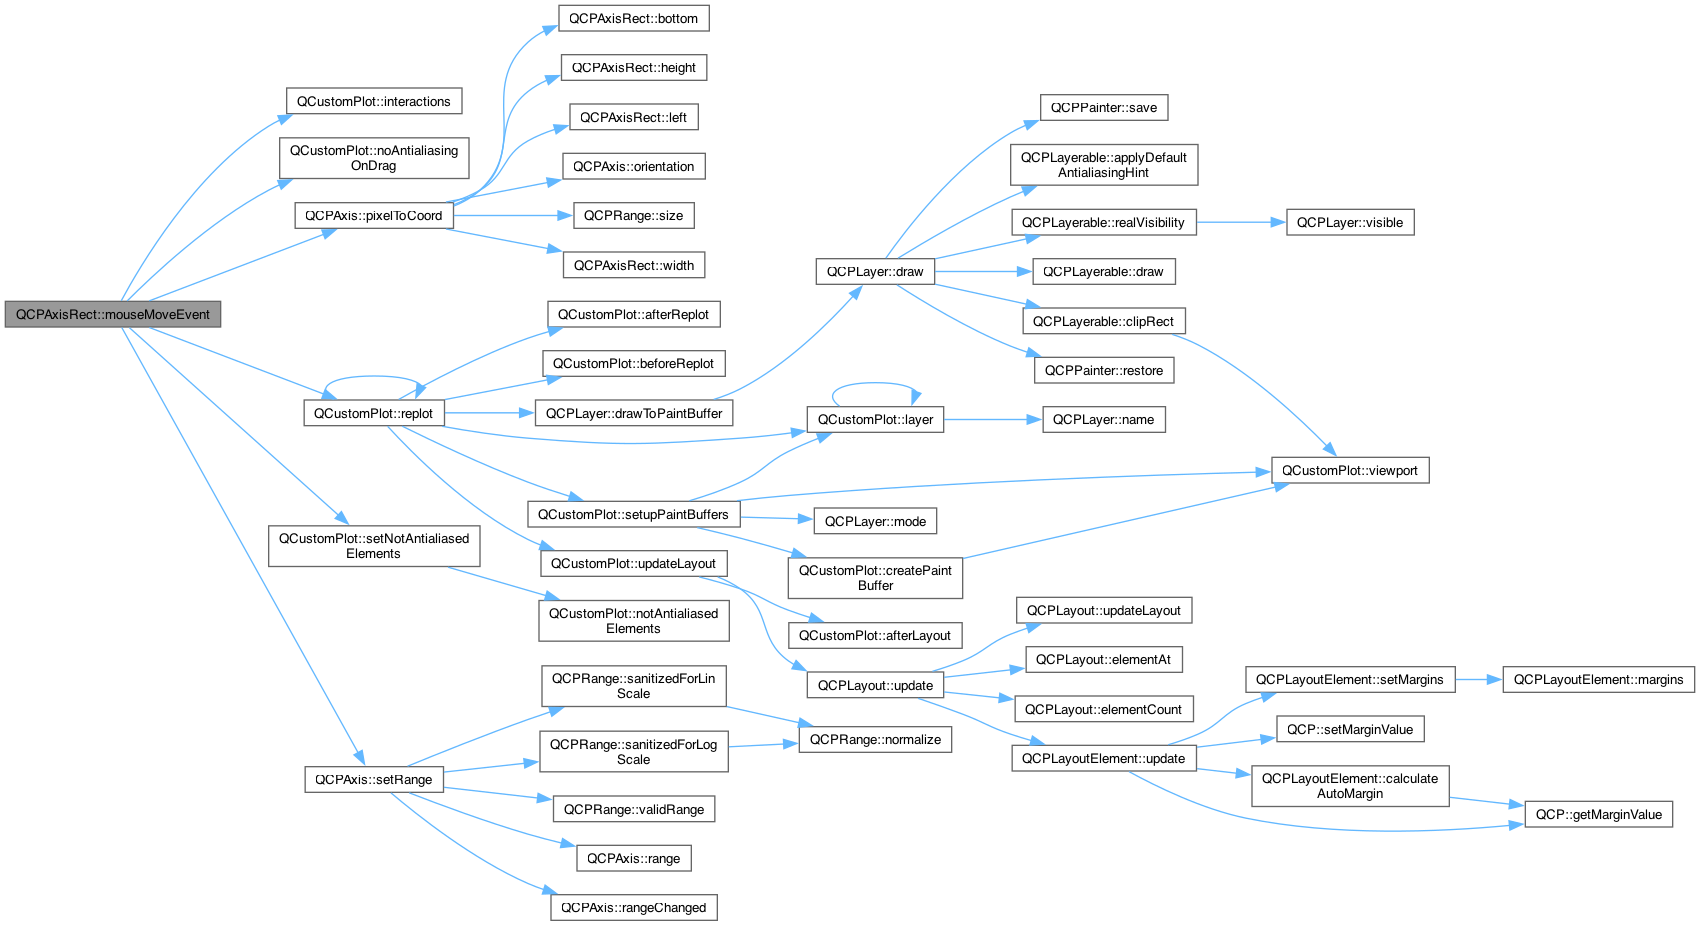 QCPAxisRect::mouseMoveEvent
QCustomPlot::interactions
QCustomPlot::noAntialiasing
OnDrag
QCPAxis::pixelToCoord
QCPAxisRect::bottom
QCPAxisRect::height
QCPAxisRect::left
QCPAxis::orientation
QCPRange::size
QCPAxisRect::width
QCustomPlot::replot
QCustomPlot::afterReplot
QCustomPlot::beforeReplot
QCPLayer::drawToPaintBuffer
QCPLayer::draw
QCPPainter::save
QCPLayerable::applyDefault
AntialiasingHint
QCPLayerable::realVisibility
QCPLayer::visible
QCPLayerable::draw
QCPLayerable::clipRect
QCPPainter::restore
QCustomPlot::layer
QCPLayer::name
QCustomPlot::viewport
QCustomPlot::setupPaintBuffers
QCPLayer::mode
QCustomPlot::createPaint
Buffer
QCustomPlot::updateLayout
QCustomPlot::afterLayout
QCPLayout::update
QCPLayout::updateLayout
QCPLayout::elementAt
QCPLayout::elementCount
QCPLayoutElement::update
QCPLayoutElement::setMargins
QCPLayoutElement::margins
QCP::setMarginValue
QCPLayoutElement::calculate
AutoMargin
QCP::getMarginValue
QCustomPlot::setNotAntialiased
Elements
QCustomPlot::notAntialiased
Elements
QCPAxis::setRange
QCPRange::sanitizedForLin
Scale
QCPRange::sanitizedForLog
Scale
QCPRange::normalize
QCPRange::validRange
QCPAxis::range
QCPAxis::rangeChanged